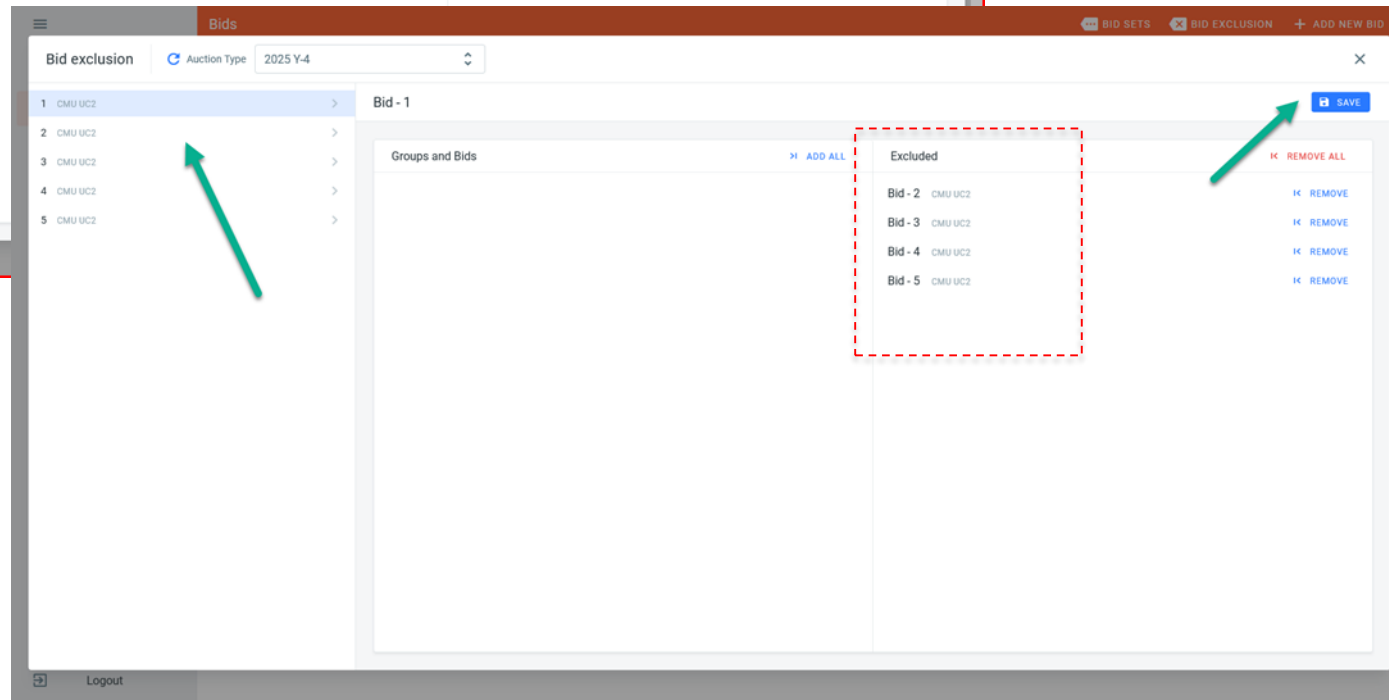 Bids
BID SETS
BID EXCLUSION
ADD NEW BID
Bid exclusion
Auction Type
2025 Y-4
1 CMU UC2
2 CMU UC2
3 CMU UC2
4 CMU UC2
5 CMU UC2
Bid - 1
SAVE
Groups and Bids
ADD ALL
Excluded
REMOVE ALL
Bid - 2 CMU UC2 REMOVE
Bid - 3 CMU UC2 REMOVE
Bid - 4 CMU UC2 REMOVE
Bid - 5 CMU UC2 REMOVE
Logout